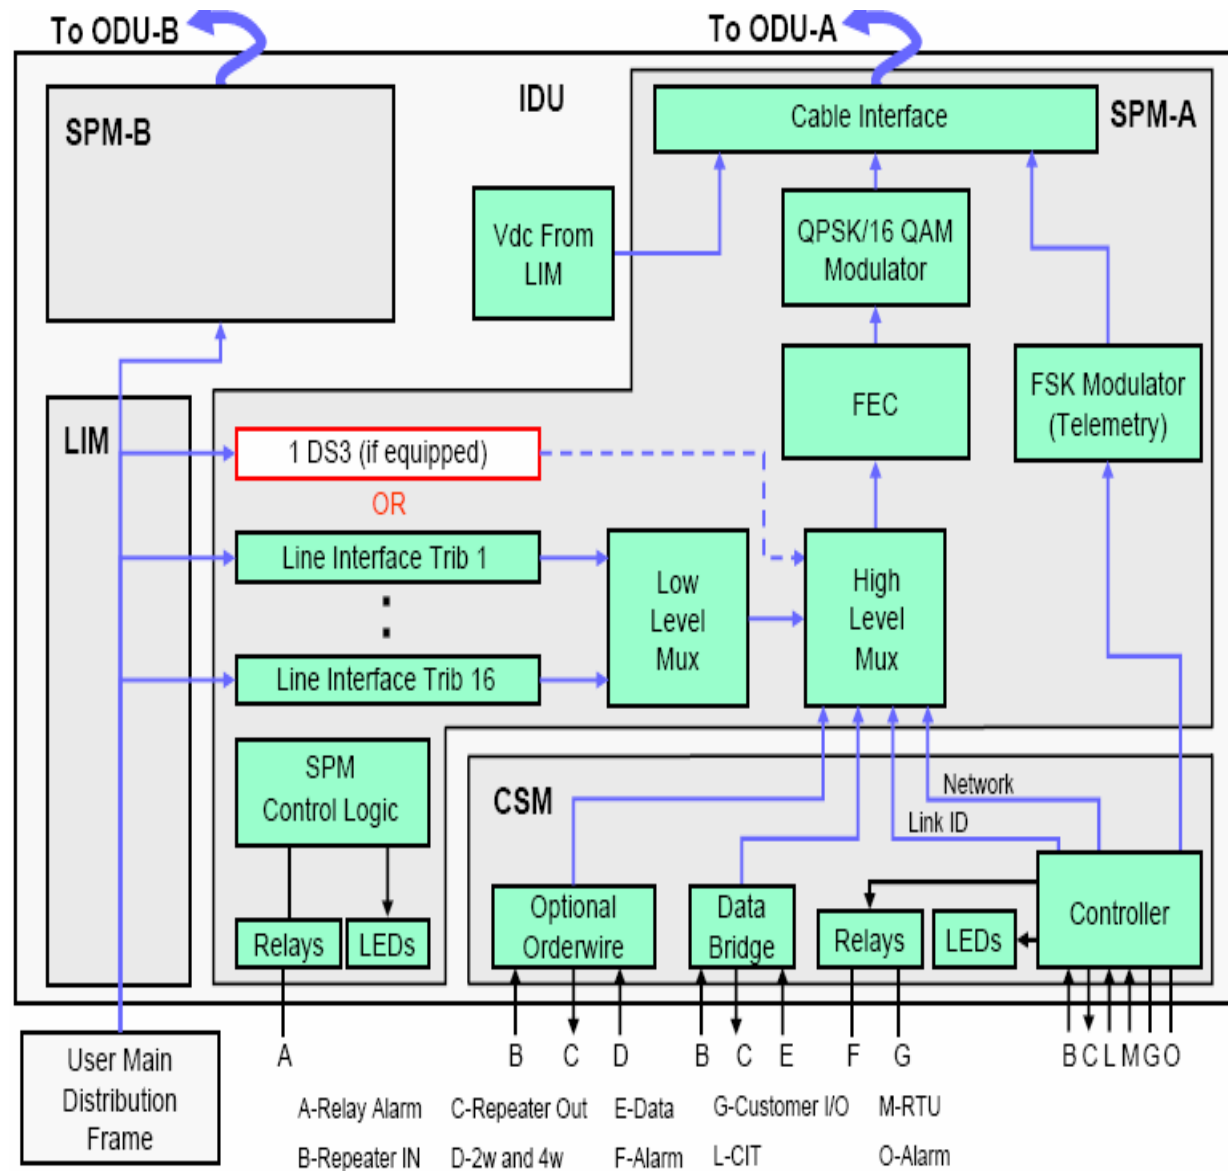 To ODU-B
To ODU-A
IDU
SPM-B
SPM-A
Cable Interface
Vdc From
LIM
QPSK/16 QAM
Modulator
FEC
FSK Modulator
(Telemetry)
LIM
1 DS3 (if equipped)
OR
Line Interface Trib 1
:
Line Interface Trib 16
Low
Level
Mux
High
Level
Mux
SPM
Control Logic
Relays
LEDs
CSM
Network
Link ID
Optional
Orderwire
Data
Bridge
Relays
LEDs
Controller
User Main
Distribution
Frame
A
B C D
B C E
F G
B C L M G O
A-Relay Alarm C-Repeater Out E-Data G-Customer I/O M-RTU
B-Repeater IN D-2w and 4w F-Alarm L-CIT O-Alarm